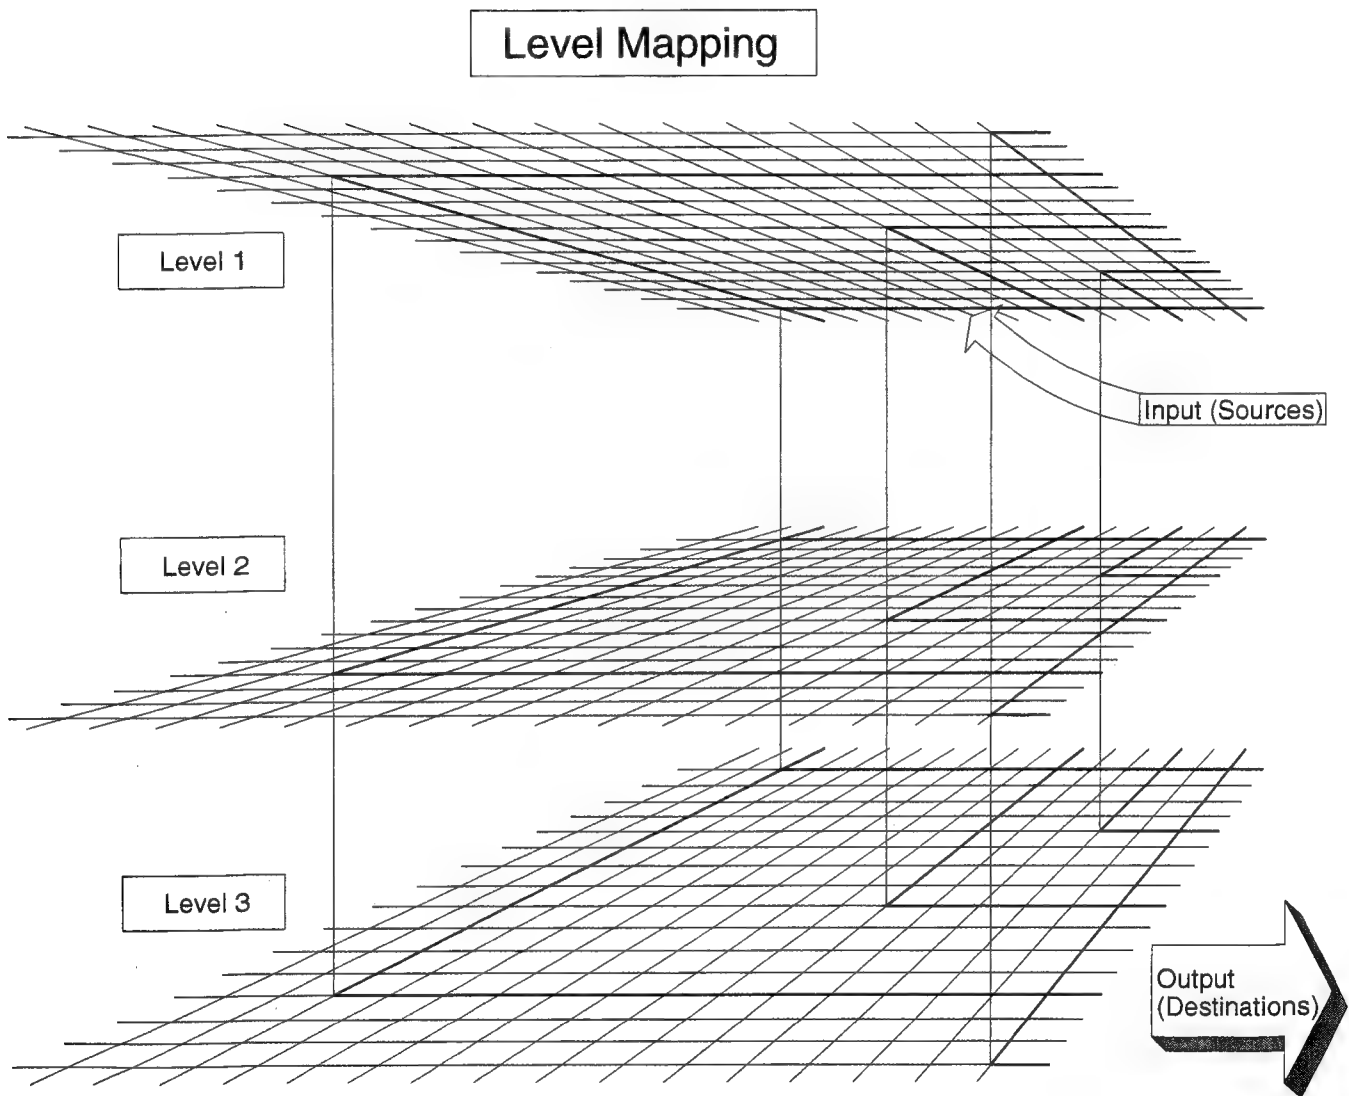 Level Mapping
Level 1
Input (Sources)
Level 2
Level 3
Output
(Destinations)